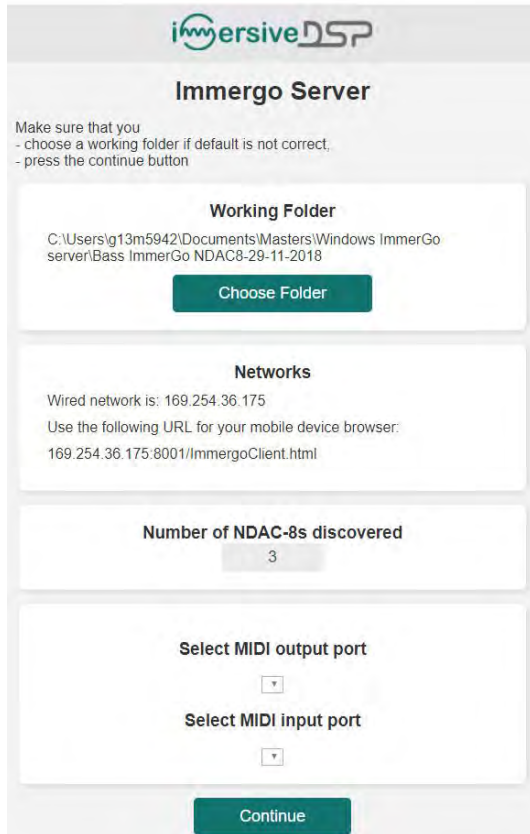 immersiveDSP
Immergo Server
Make sure that you
- choose a working folder if default is not correct,
- press the continue button
Working Folder
C:\Users\g13m5942\Documents\Masters\Windows ImmerGo
server\Bass ImmerGo NDAC8-29-11-2018
Choose Folder
Networks
Wired network is: 169.254.36.175
Use the following URL for your mobile device browser:
169.254.36.175:8001/ImmergoClient.html
Number of NDAC-8s discovered
3
Select MIDI output port
Select MIDI input port
Continue